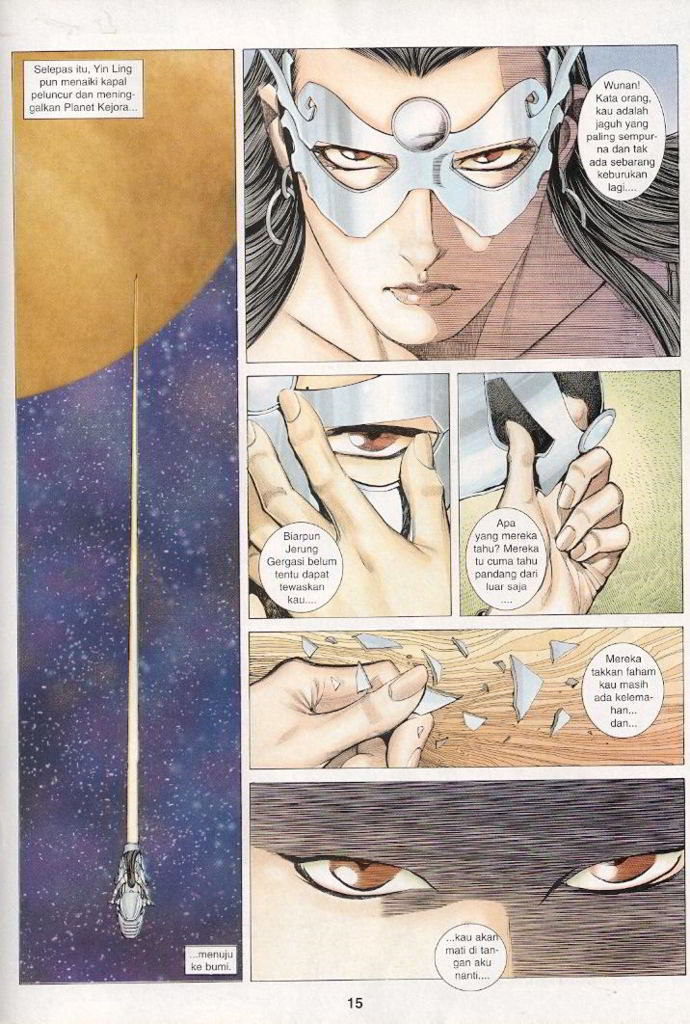 Selepas itu, Yin Ling
pun menaiki kapal
peluncur dan mening-
galkan Planet Kejora...
...menuju
ke bumi.
Wunan!
Kata orang,
kau adalah
jaguh yang
paling sempur-
na dan tak
ada sebarang
keburukan
lagi....
Biarpun
Jerung
Gergasi belum
tentu dapat
tewaskan
kau....
Apa
yang mereka
tahu? Mereka
tu cuma tahu
pandang dari
luar saja
....
Mereka
takkan faham
kau masih
ada kelema-
han...
dan...
...kau akan
mati di tan-
gan aku
nanti....
15